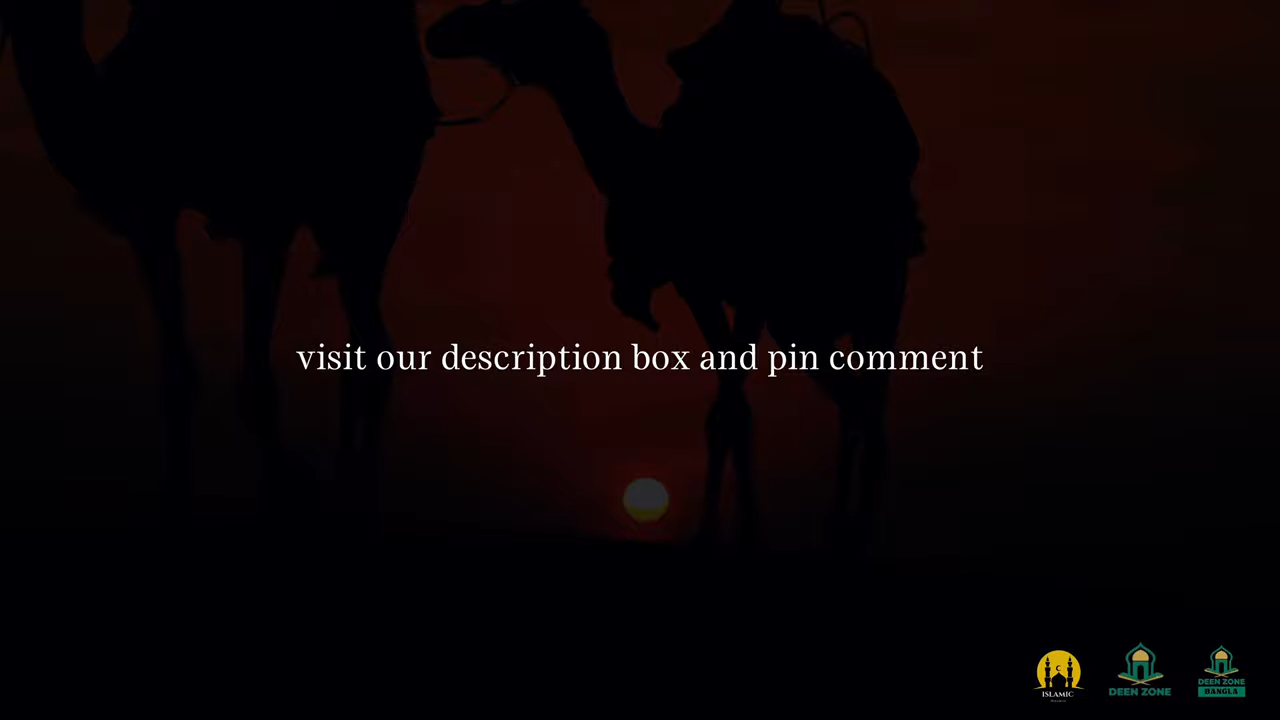 visit our description box and pin comment
ISLAMIC
DEEN ZONE
DEEN ZONE
BANGLA